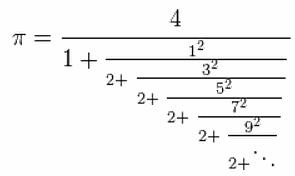 π = 4
1 + 1²
2+ 3²
2+ 5²
2+ 7²
2+ 9²
2+ ⋱